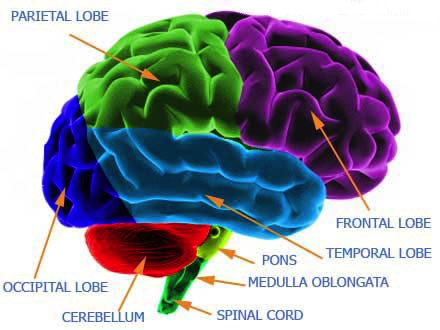 PARIETAL LOBE
FRONTAL LOBE
TEMPORAL LOBE
PONS
MEDULLA OBLONGATA
OCCIPITAL LOBE
SPINAL CORD
CEREBELLUM